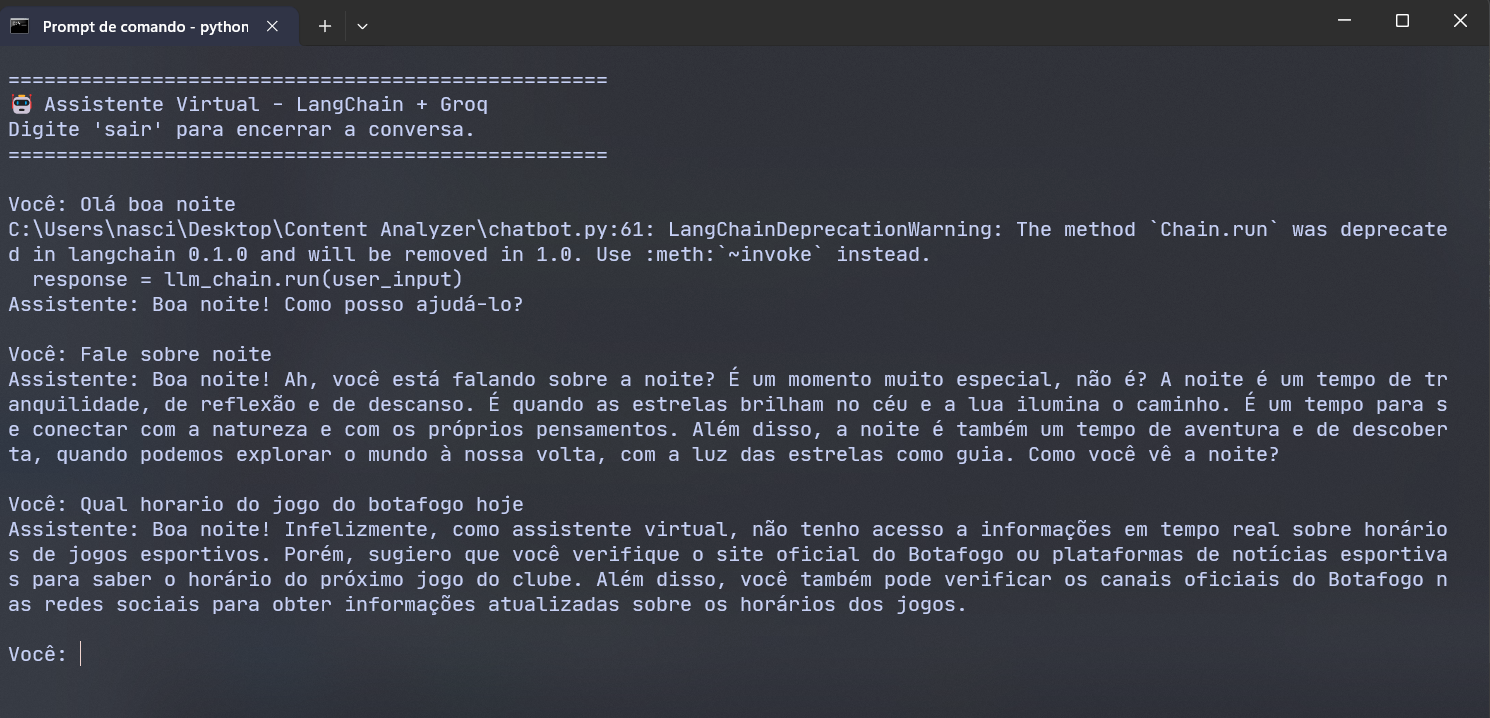 Prompt de comando - python
==================================================
🤖 Assistente Virtual - LangChain + Groq
Digite 'sair' para encerrar a conversa.
==================================================
Você: Olá boa noite
C:\Users\nasci\Desktop\Content Analyzer\chatbot.py:61: LangChainDeprecationWarning: The method `Chain.run` was deprecate
d in langchain 0.1.0 and will be removed in 1.0. Use :meth:`~invoke` instead.
  response = llm_chain.run(user_input)
Assistente: Boa noite! Como posso ajudá-lo?
Você: Fale sobre noite
Assistente: Boa noite! Ah, você está falando sobre a noite? É um momento muito especial, não é? A noite é um tempo de tr
anquilidade, de reflexão e de descanso. É quando as estrelas brilham no céu e a lua ilumina o caminho. É um tempo para s
e conectar com a natureza e com os próprios pensamentos. Além disso, a noite é também um tempo de aventura e de descober
ta, quando podemos explorar o mundo à nossa volta, com a luz das estrelas como guia. Como você vê a noite?
Você: Qual horario do jogo do botafogo hoje
Assistente: Boa noite! Infelizmente, como assistente virtual, não tenho acesso a informações em tempo real sobre horário
s de jogos esportivos. Porém, sugiero que você verifique o site oficial do Botafogo ou plataformas de notícias esportiva
s para saber o horário do próximo jogo do clube. Além disso, você também pode verificar os canais oficiais do Botafogo n
as redes sociais para obter informações atualizadas sobre os horários dos jogos.
Você: